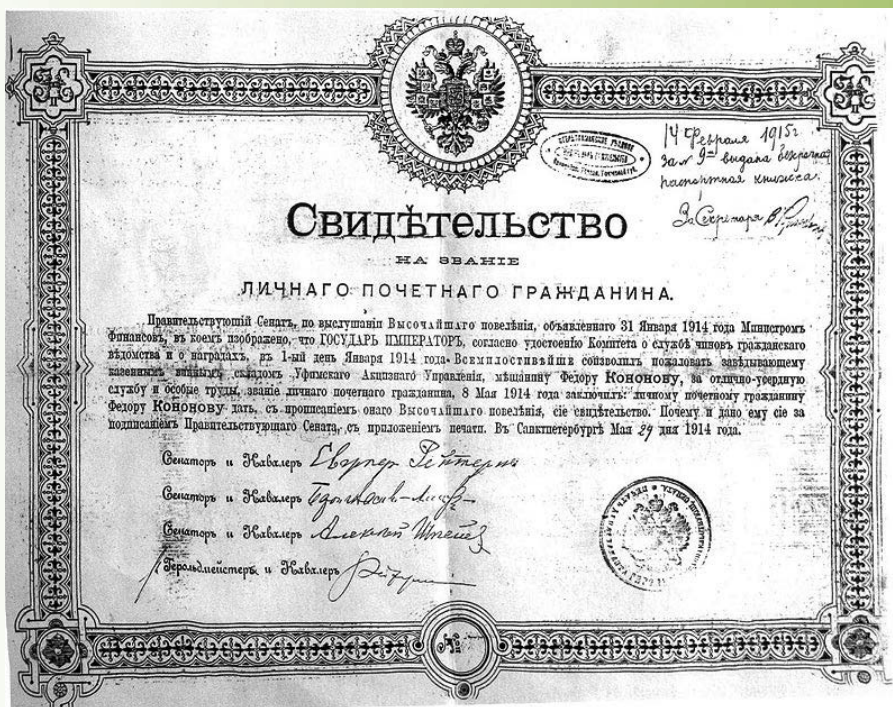 14 Февраля 1915 г.
за № 9 выдана безсрочная
паспортная книжка.
За Секретаря
Свидѣтельство
НА ЗВАНІЕ
ЛИЧНАГО ПОЧЕТНАГО ГРАЖДАНИНА.
Правительствующій Сенатъ, по выслушаніи Высочайшаго повелѣнія, объявленнаго 31 Января 1914 года Министромъ
Финансовъ, въ коемъ изображено, что ГОСУДАРЬ ИМПЕРАТОРЪ, согласно удостоенію Комитета о службѣ чиновъ гражданскаго
вѣдомства и о наградахъ, въ 1-ый день Января 1914 года Всемилостивѣйше соизволилъ пожаловать завѣдывающему
казеннымъ виннымъ складомъ Уфимскаго Акцизнаго Управленія, мѣщанину Федору Кононову, за отлично-усердную
службу и особые труды, званіе личнаго почетнаго гражданина, 8 Мая 1914 года заключилъ: личному почетному гражданину
Федору Кононову дать, съ прописаніемъ онаго Высочайшаго повелѣнія, сіе свидѣтельство. Почему и дано ему сіе за
подписаніемъ Правительствующаго Сената, съ приложеніемъ печати. Въ Санктпетербургѣ Мая 29 дня 1914 года.
Сенаторъ и Кавалеръ
Сенаторъ и Кавалеръ
Сенаторъ и Кавалеръ Алексѣй
Герольдмейстеръ и Кавалеръ